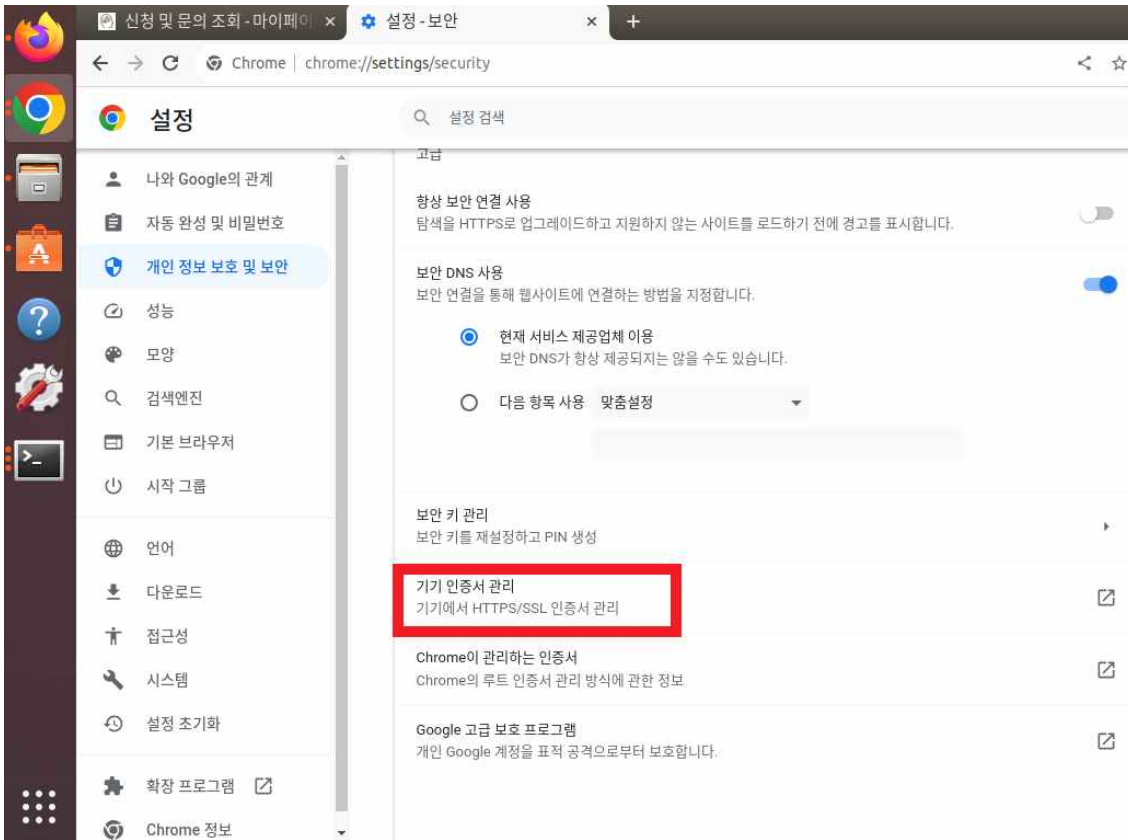 신청 및 문의 조회 - 마이페이
설정 - 보안
Chrome
chrome://settings/security
설정
설정 검색
나와 Google의 관계
자동 완성 및 비밀번호
개인 정보 보호 및 보안
성능
모양
검색엔진
기본 브라우저
시작 그룹
언어
다운로드
접근성
시스템
설정 초기화
확장 프로그램
Chrome 정보
고급
항상 보안 연결 사용
탐색을 HTTPS로 업그레이드하고 지원하지 않는 사이트를 로드하기 전에 경고를 표시합니다.
보안 DNS 사용
보안 연결을 통해 웹사이트에 연결하는 방법을 지정합니다.
현재 서비스 제공업체 이용
보안 DNS가 항상 제공되지는 않을 수도 있습니다.
다음 항목 사용 맞춤설정
보안 키 관리
보안 키를 재설정하고 PIN 생성
기기 인증서 관리
기기에서 HTTPS/SSL 인증서 관리
Chrome이 관리하는 인증서
Chrome의 루트 인증서 관리 방식에 관한 정보
Google 고급 보호 프로그램
개인 Google 계정을 표적 공격으로부터 보호합니다.